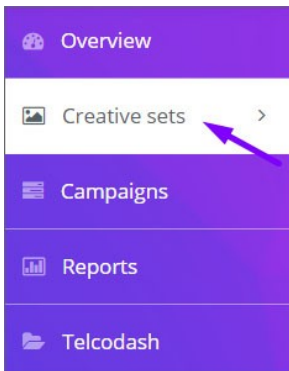 Overview
Creative sets
Campaigns
Reports
Telcodash